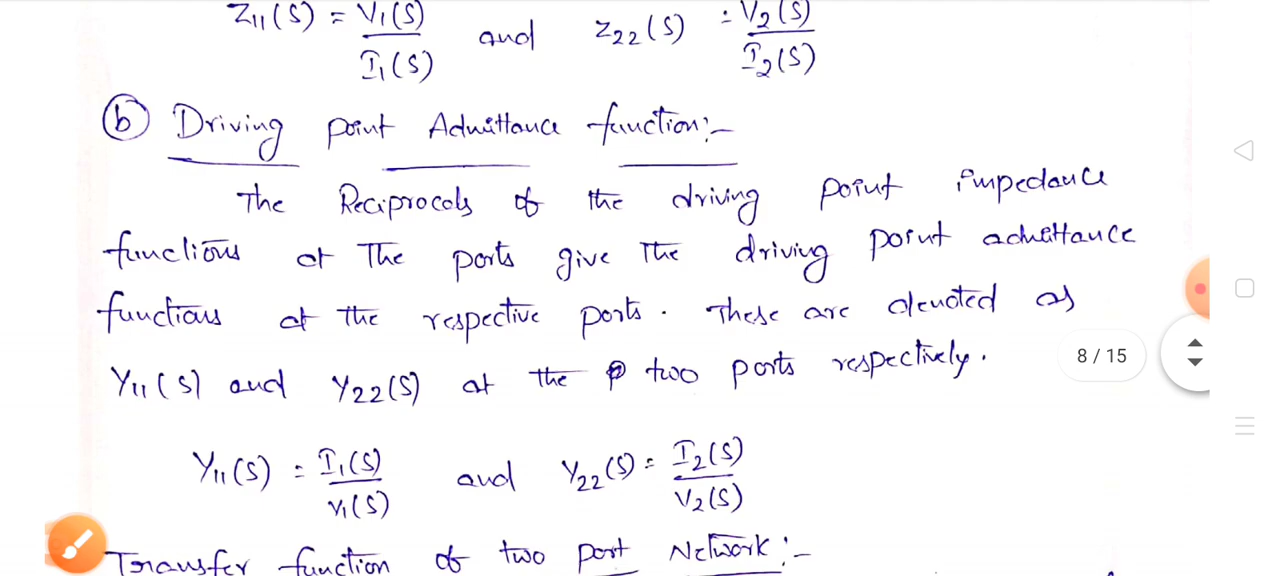 Z11(S) = V1(S)/I1(S) and Z22(S) = V2(S)/I2(S)
(b) Driving point Admittance function:-
The Reciprocals of the driving point impedance
functions at The ports give The driving point admittance
functions at the respective ports. These are denoted as
Y11(S) and Y22(S) at the two ports respectively.
8 / 15
Y11(S) = I1(S)/V1(S) and Y22(S) = I2(S)/V2(S)
Transfer function of two port Network:-